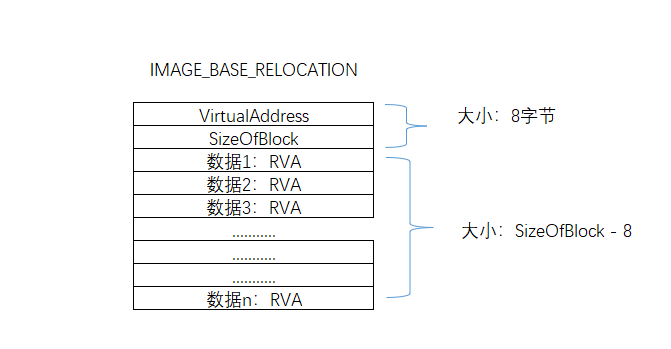 IMAGE_BASE_RELOCATION
VirtualAddress
大小：8字节
SizeOfBlock
数据1：RVA
数据2：RVA
数据3：RVA
...........
大小：SizeOfBlock - 8
...........
...........
数据n：RVA